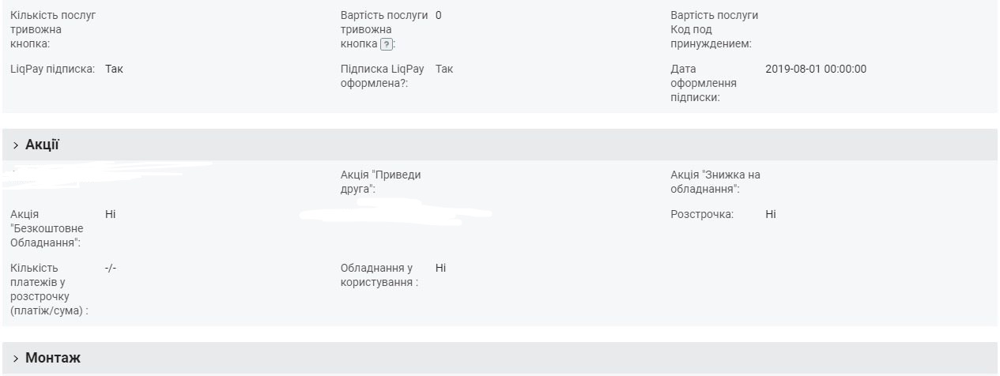 Кількість послуг
тривожна
кнопка:
Вартість послуги 0
тривожна
кнопка ?:
Вартість послуги
Код под
принуждением:
LiqPay підписка: Так
Підписка LiqPay Так
оформлена?:
Дата 2019-08-01 00:00:00
оформлення
підписки:
> Акції
Акція "Приведи
друга":
Акція "Знижка на
обладнання":
Акція Ні
"Безкоштовне
Обладнання":
Розстрочка: Ні
Кількість -/-
платежів у
розстрочку
(платіж/сума) :
Обладнання у Ні
користування :
> Монтаж